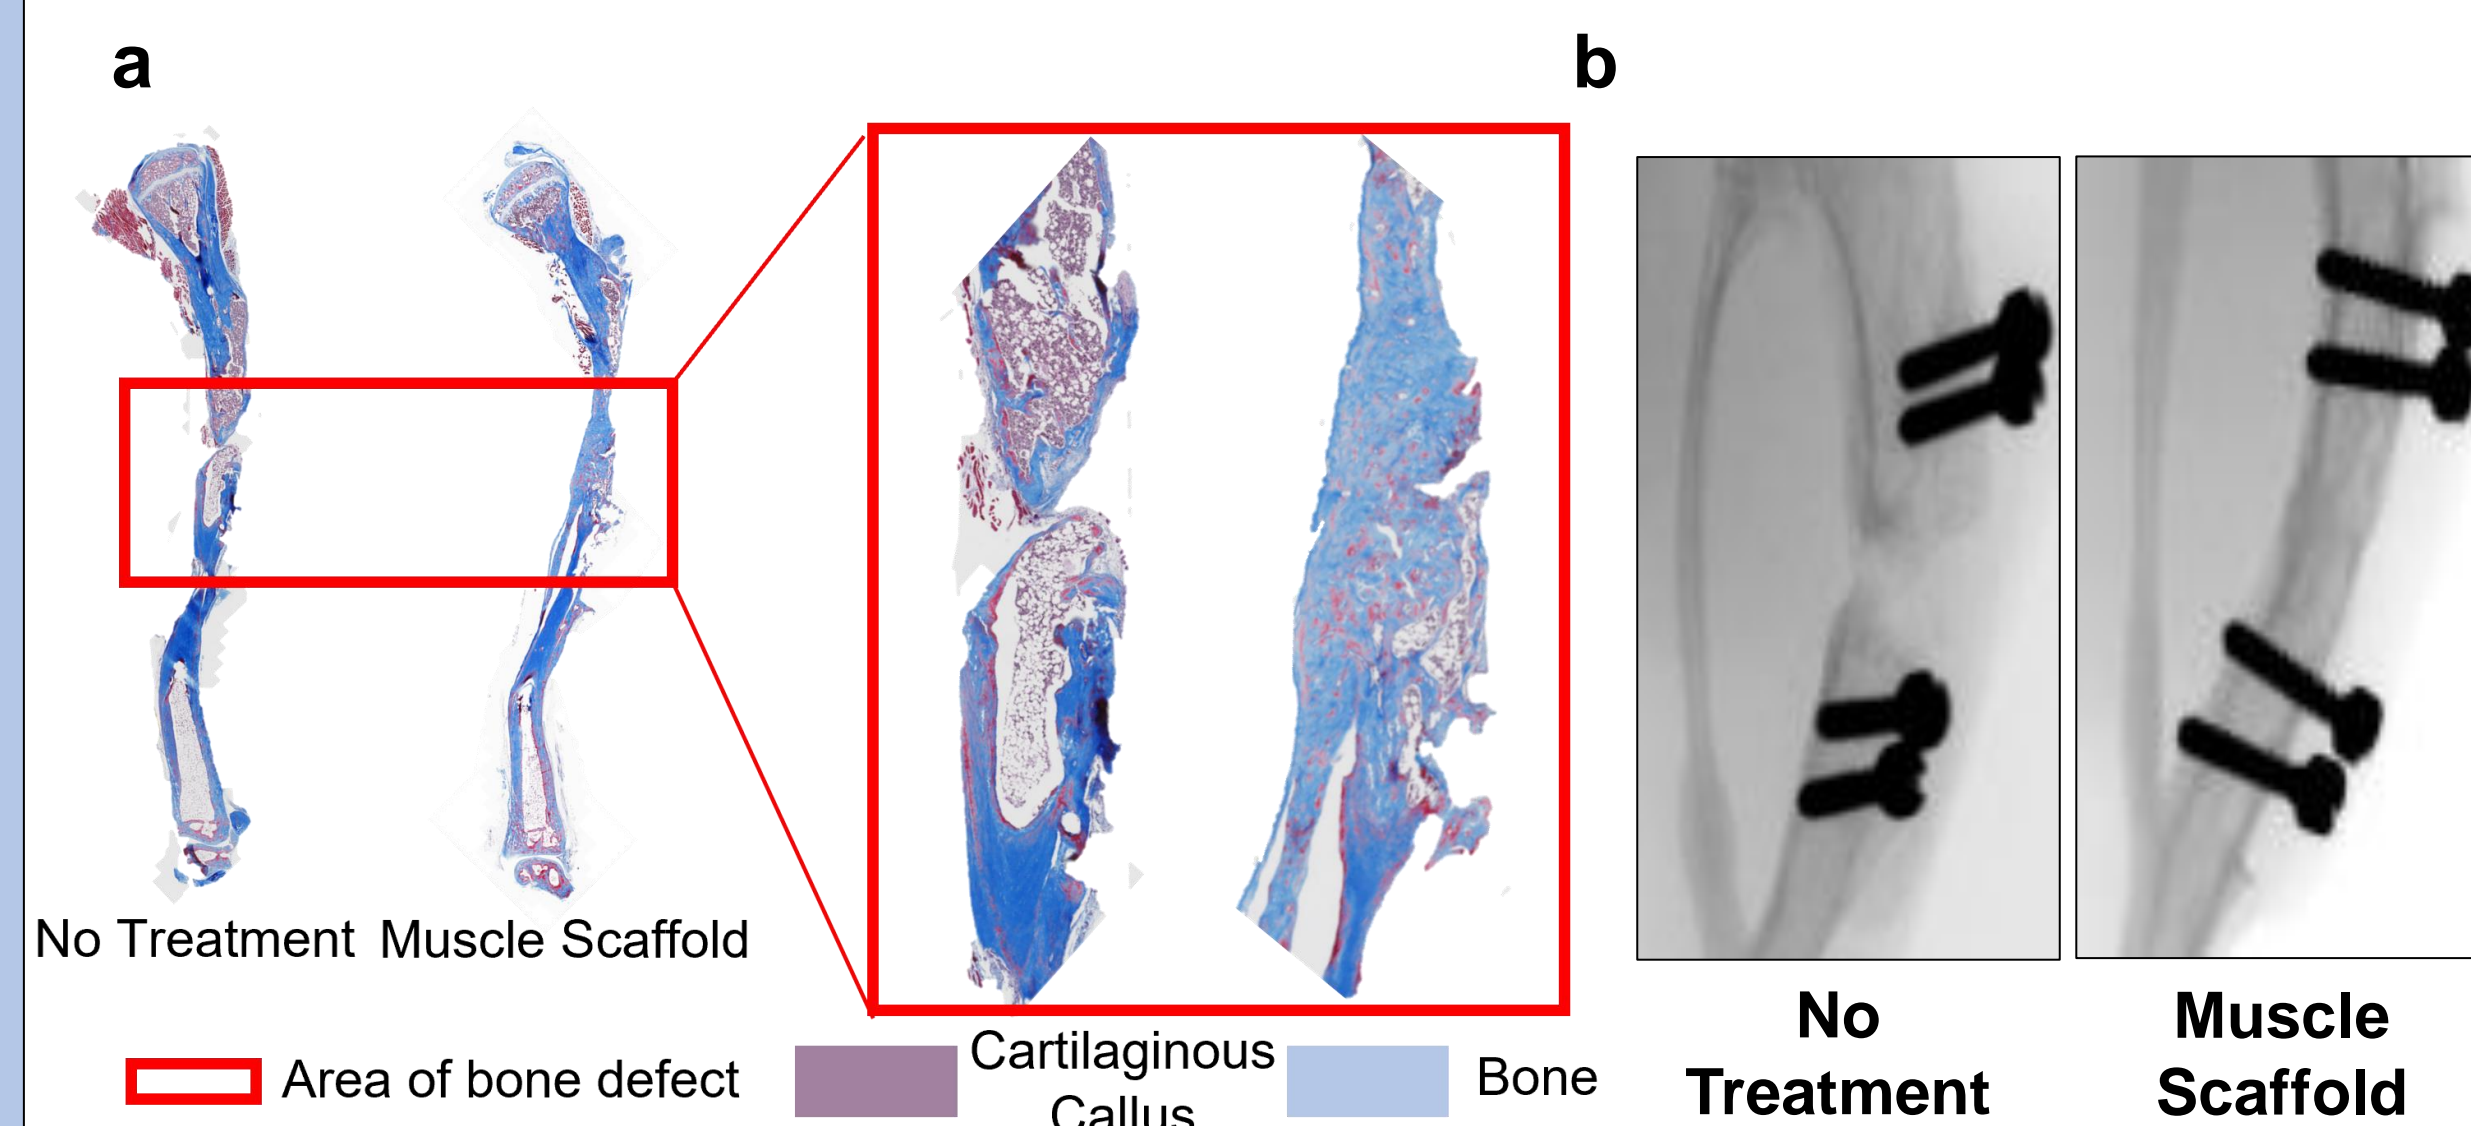 a
b
No Treatment
Muscle Scaffold
Area of bone defect
Cartilaginous
Callus
Bone
No
Treatment
Muscle
Scaffold